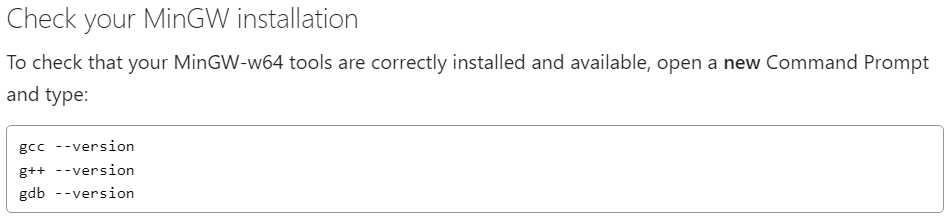 Check your MinGW installation
To check that your MinGW-w64 tools are correctly installed and available, open a new Command Prompt
and type:
gcc --version
g++ --version
gdb --version